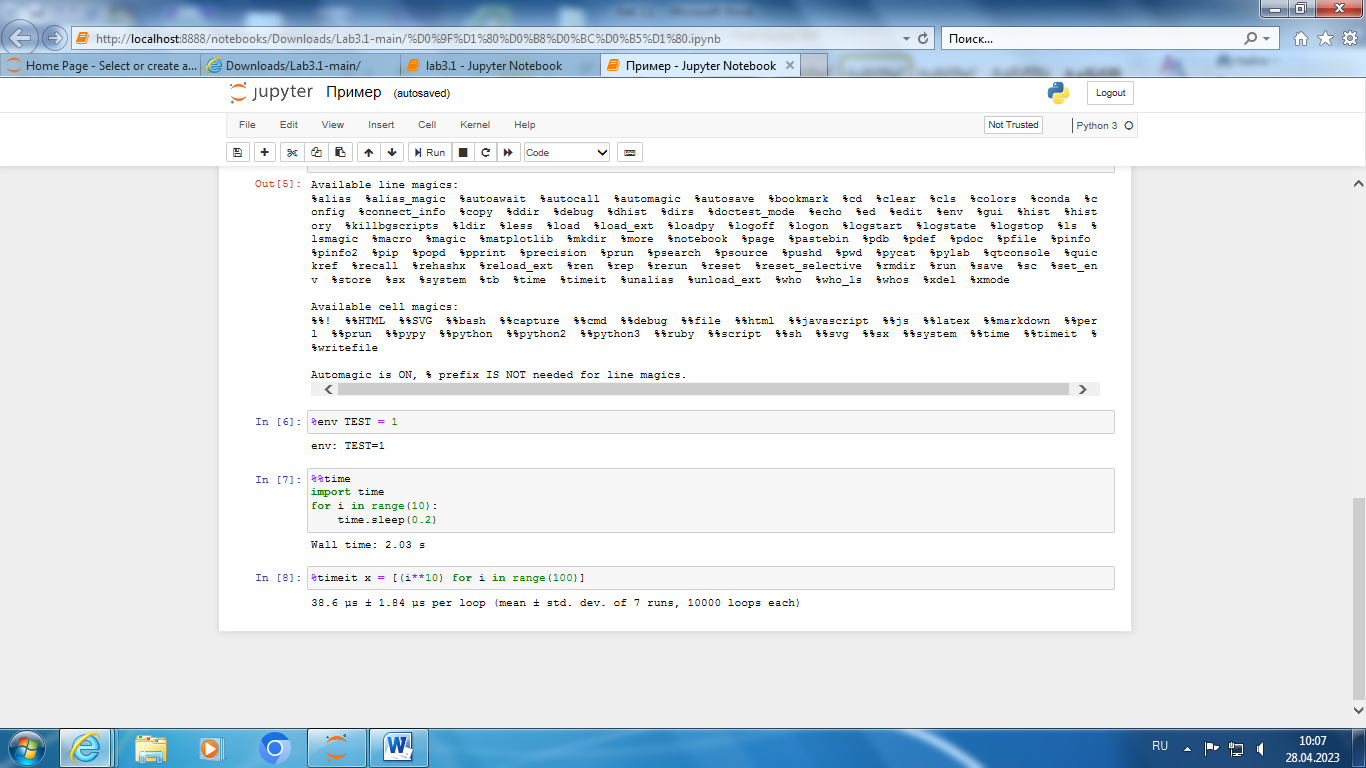 http://localhost:8888/notebooks/Downloads/Lab3.1-main/%D0%9F%D1%80%D0%B8%D0%BC%D0%B5%D1%80.ipynb
Поиск...
Home Page - Select or create a...
Downloads/Lab3.1-main/
lab3.1 - Jupyter Notebook
Пример - Jupyter Notebook
jupyter Пример (autosaved)
Logout
File Edit View Insert Cell Kernel Help
Not Trusted
Python 3
Run
Code
Out[5]: Available line magics:
%alias %alias_magic %autoawait %autocall %automagic %autosave %bookmark %cd %clear %cls %colors %conda %c
onfig %connect_info %copy %ddir %debug %dhist %dirs %doctest_mode %echo %ed %edit %env %gui %hist %hist
ory %killbgscripts %ldir %less %load %load_ext %loadpy %logoff %logon %logstart %logstate %logstop %ls %
lsmagic %macro %magic %matplotlib %mkdir %more %notebook %page %pastebin %pdb %pdef %pdoc %pfile %pinfo
%pinfo2 %pip %popd %pprint %precision %prun %psearch %psource %pushd %pwd %pycat %pylab %qtconsole %quic
kref %recall %rehashx %reload_ext %ren %rep %rerun %reset %reset_selective %rmdir %run %save %sc %set_en
v %store %sx %system %tb %time %timeit %unalias %unload_ext %who %who_ls %whos %xdel %xmode
Available cell magics:
%%! %%HTML %%SVG %%bash %%capture %%cmd %%debug %%file %%html %%javascript %%js %%latex %%markdown %%per
l %%prun %%pypy %%python %%python2 %%python3 %%ruby %%script %%sh %%svg %%sx %%system %%time %%timeit %
%writefile
Automagic is ON, % prefix IS NOT needed for line magics.
In [6]: %env TEST = 1
env: TEST=1
In [7]: %%time
import time
for i in range(10):
    time.sleep(0.2)
Wall time: 2.03 s
In [8]: %timeit x = [(i**10) for i in range(100)]
38.6 µs ± 1.84 µs per loop (mean ± std. dev. of 7 runs, 10000 loops each)
RU
10:07
28.04.2023